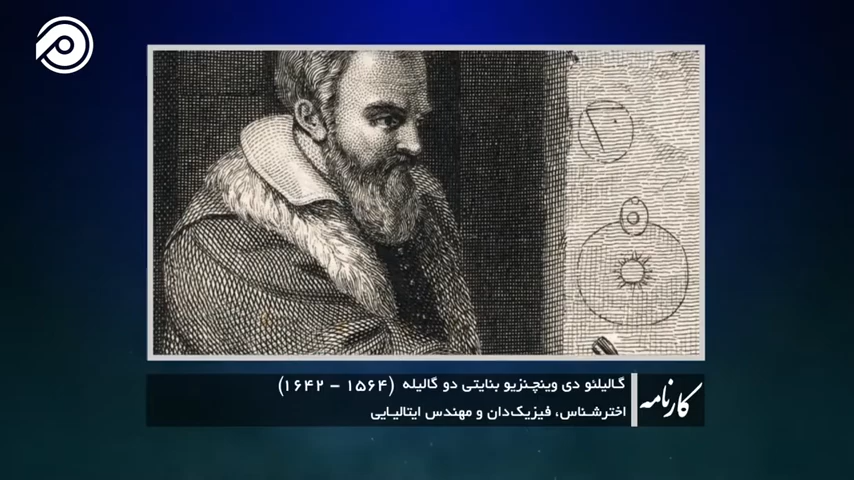 کارنامه
گالیلئو دی وینچنزیو بنایتی دو گالیله (۱۵۶۴ – ۱۶۴۲)
اخترشناس، فیزیک‌دان و مهندس ایتالیایی